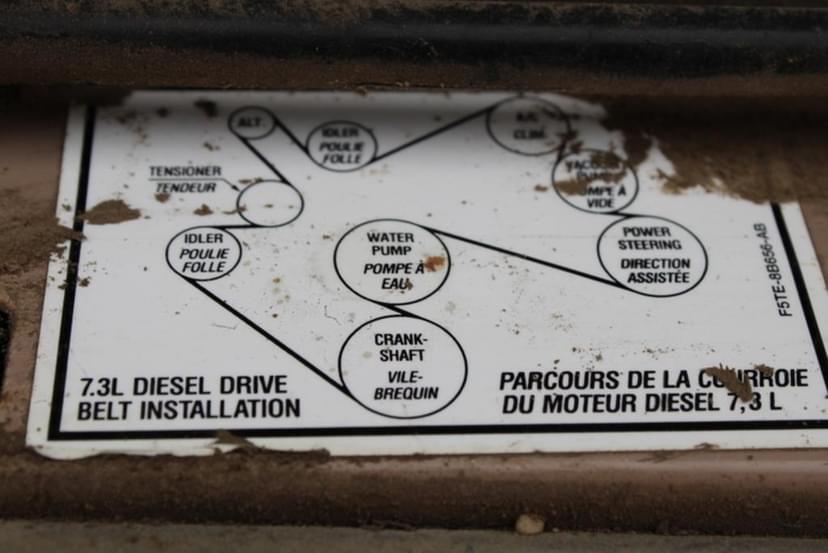 ALT.
IDLER
POULIE
FOLLE
A/C
CLIM.
TENSIONER
TENDEUR
VACUUM
PUMP
POMPE À
VIDE
IDLER
POULIE
FOLLE
WATER
PUMP
POMPE À
EAU
POWER
STEERING
DIRECTION
ASSISTÉE
F5TE-8B656-AB
CRANK-
SHAFT
VILE-
BREQUIN
7.3L DIESEL DRIVE
BELT INSTALLATION
PARCOURS DE LA COURROIE
DU MOTEUR DIESEL 7,3 L